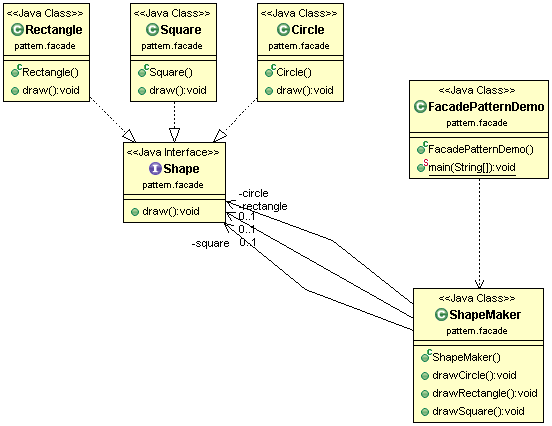 <<Java Class>>
Rectangle
pattern.facade
Rectangle()
draw():void
<<Java Class>>
Square
pattern.facade
Square()
draw():void
<<Java Class>>
Circle
pattern.facade
Circle()
draw():void
<<Java Class>>
FacadePatternDemo
pattern.facade
FacadePatternDemo()
main(String[]):void
<<Java Interface>>
Shape
pattern.facade
draw():void
-circle
-rectangle
0..1
0..1
-square
0..1
<<Java Class>>
ShapeMaker
pattern.facade
ShapeMaker()
drawCircle():void
drawRectangle():void
drawSquare():void